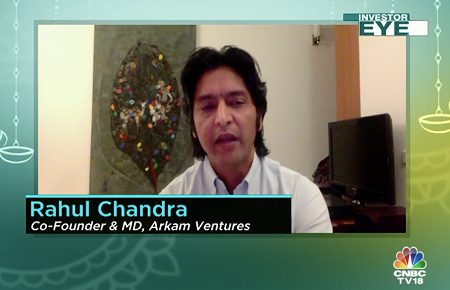 INVESTOR
EYE
Rahul Chandra
Co-Founder & MD, Arkam Ventures
CNBC
TV18